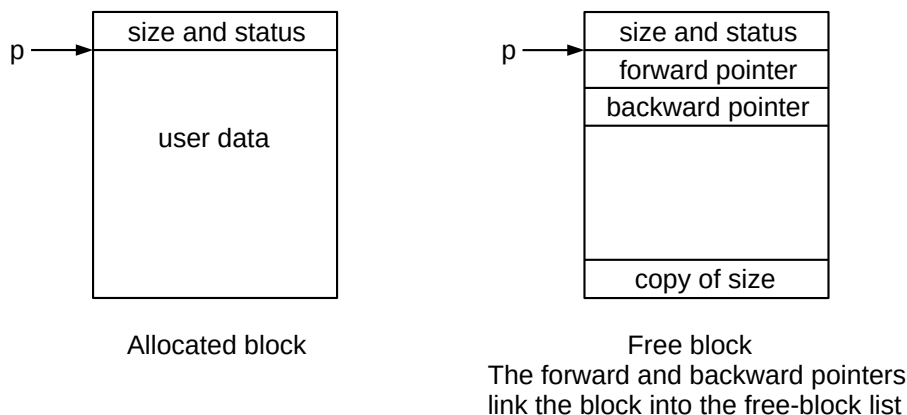 size and status
p
user data
Allocated block
size and status
p
forward pointer
backward pointer
copy of size
Free block
The forward and backward pointers
link the block into the free-block list